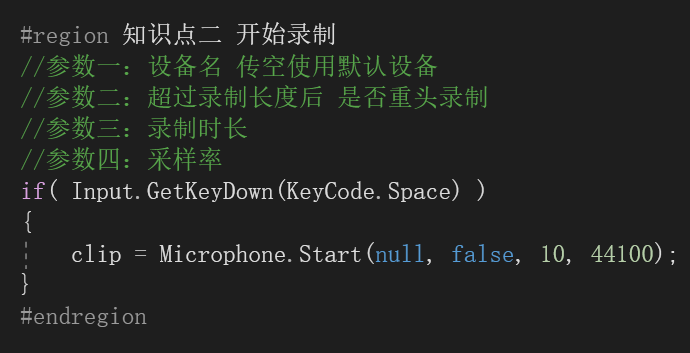 #region 知识点二 开始录制
//参数一：设备名 传空使用默认设备
//参数二：超过录制长度后 是否重头录制
//参数三：录制时长
//参数四：采样率
if( Input.GetKeyDown(KeyCode.Space) )
{
clip = Microphone.Start(null, false, 10, 44100);
}
#endregion